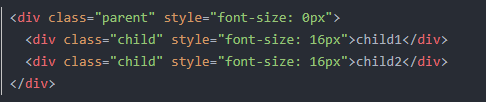 <div class="parent" style="font-size: 0px">
  <div class="child" style="font-size: 16px">child1</div>
  <div class="child" style="font-size: 16px">child2</div>
</div>